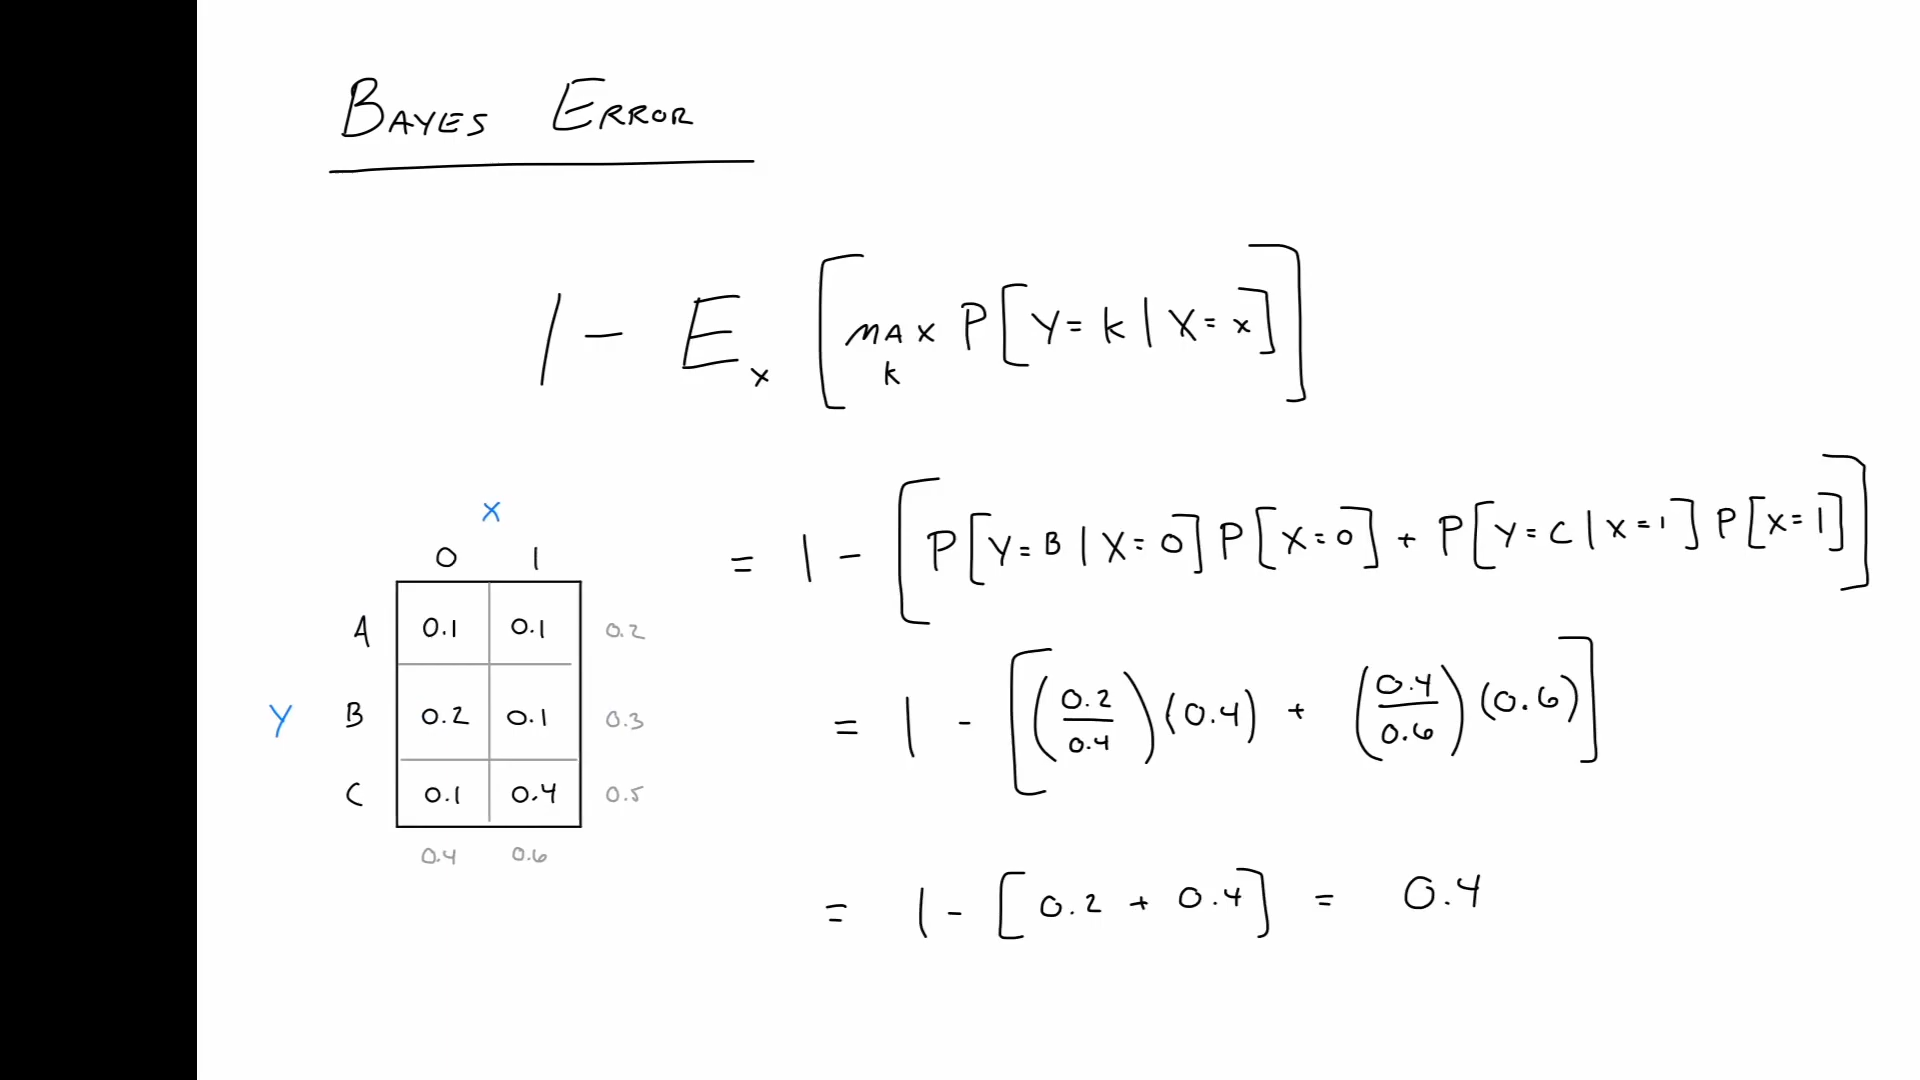 BAYES ERROR
1 - E_x [ MAX_k P[Y=k|X=x] ]
X
0 1
= 1 - [ P[Y=B|X=0] P[X=0] + P[Y=C|X=1] P[X=1] ]
A 0.1 0.1 0.2
Y B 0.2 0.1 0.3
= 1 - [ (0.2/0.4)(0.4) + (0.4/0.6)(0.6) ]
C 0.1 0.4 0.5
0.4 0.6
= 1 - [ 0.2 + 0.4 ] = 0.4